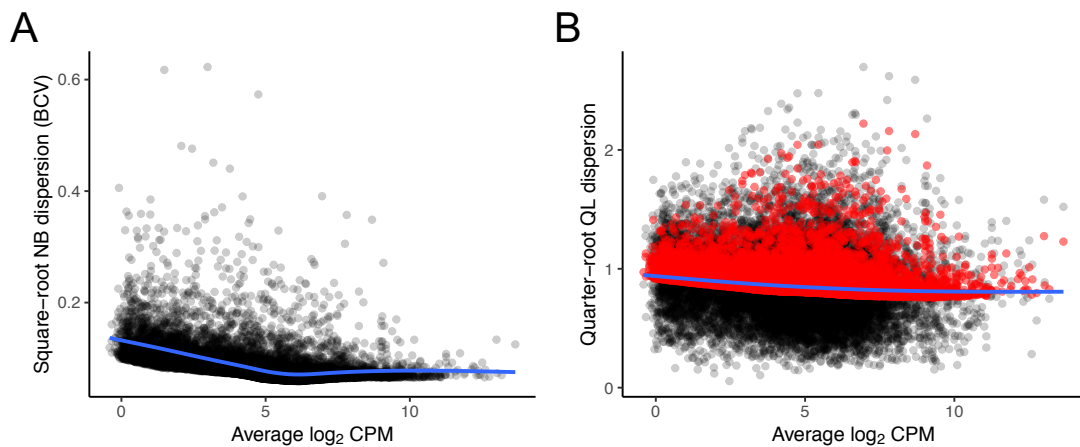 A
Square−root NB dispersion (BCV)
0.6
0.4
0.2
0
5
10
Average log₂ CPM
B
Quarter−root QL dispersion
2
1
0
0
5
10
Average log₂ CPM